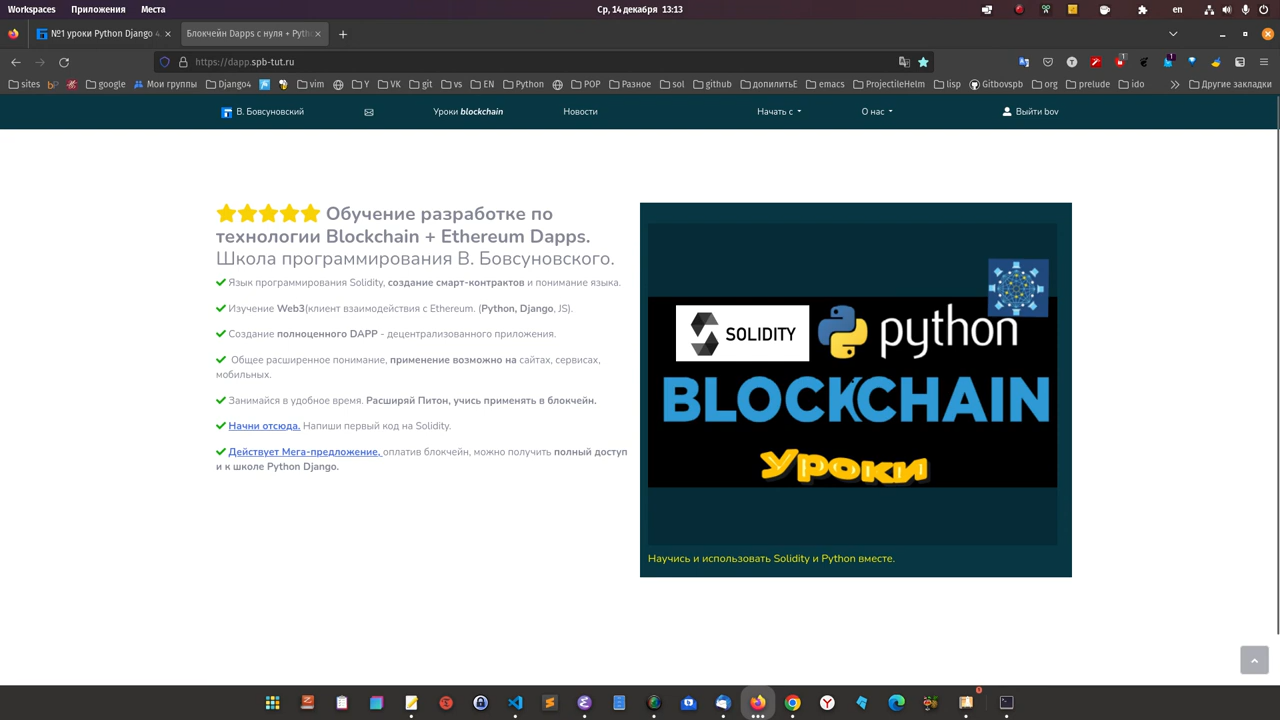 Workspaces Приложения Места Ср, 14 декабря 13:13 en
№1 уроки Python Django 4. Блокчейн Dapps с нуля + Pyth
https://dapp.spb-tut.ru
sites google Мои группы Django4 vim Y VK git vs EN Python POP Разное sol github допилитьЕ emacs ProjectileHelm lisp Gitbovspb org prelude ido Другие закладки
В. Бовсуновский Уроки blockchain Новости Начать с О нас Выйти bov
Обучение разработке по
технологии Blockchain + Ethereum Dapps.
Школа программирования В. Бовсуновского.
Язык программирования Solidity, создание смарт-контрактов и понимание языка.
Изучение Web3(клиент взаимодействия с Ethereum. (Python, Django, JS).
Создание полноценного DAPP - децентрализованного приложения.
Общее расширенное понимание, применение возможно на сайтах, сервисах,
мобильных.
Занимайся в удобное время. Расширяй Питон, учись применять в блокчейн.
Начни отсюда. Напиши первый код на Solidity.
Действует Мега-предложение, оплатив блокчейн, можно получить полный доступ
и к школе Python Django.
SOLIDITY python
BLOCKCHAIN
Уроки
Научись и использовать Solidity и Python вместе.